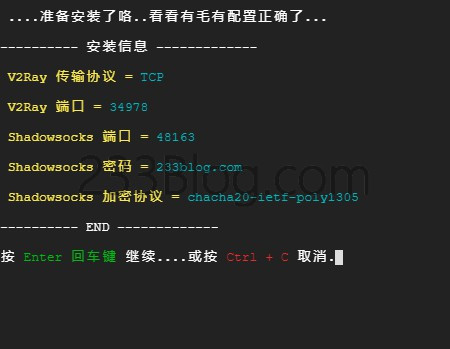 ....准备安装了咯..看看有毛有配置正确了...
---------- 安装信息 -------------
V2Ray 传输协议 = TCP
V2Ray 端口 = 34978
Shadowsocks 端口 = 48163
Shadowsocks 密码 = 233blog.com
233Blog.com
Shadowsocks 加密协议 = chacha20-ietf-poly1305
---------- END -------------
按 Enter 回车键 继续....或按 Ctrl + C 取消.